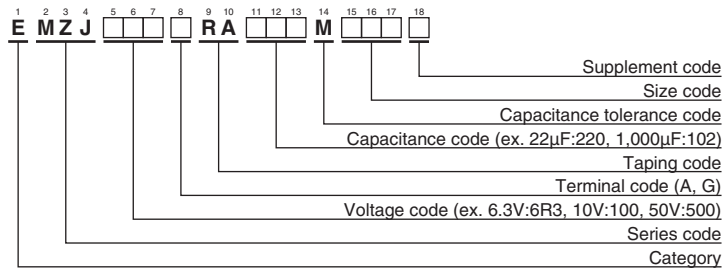 1 2 3 4 5 6 7 8 9 10 11 12 13 14 15 16 17 18
E M Z J R A M
Supplement code
Size code
Capacitance tolerance code
Capacitance code (ex. 22μF:220, 1,000μF:102)
Taping code
Terminal code (A, G)
Voltage code (ex. 6.3V:6R3, 10V:100, 50V:500)
Series code
Category